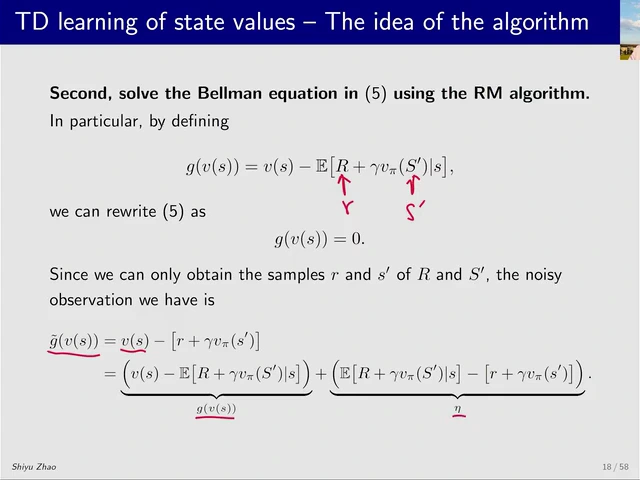 TD learning of state values – The idea of the algorithm
Second, solve the Bellman equation in (5) using the RM algorithm.
In particular, by defining
g(v(s)) = v(s) − 𝔼[R + γv_π(S′)|s],
r s′
we can rewrite (5) as
g(v(s)) = 0.
Since we can only obtain the samples r and s′ of R and S′, the noisy
observation we have is
g̃(v(s)) = v(s) − [r + γv_π(s′)]
= (v(s) − 𝔼[R + γv_π(S′)|s]) + (𝔼[R + γv_π(S′)|s] − [r + γv_π(s′)]).
g(v(s)) η
Shiyu Zhao 18 / 58